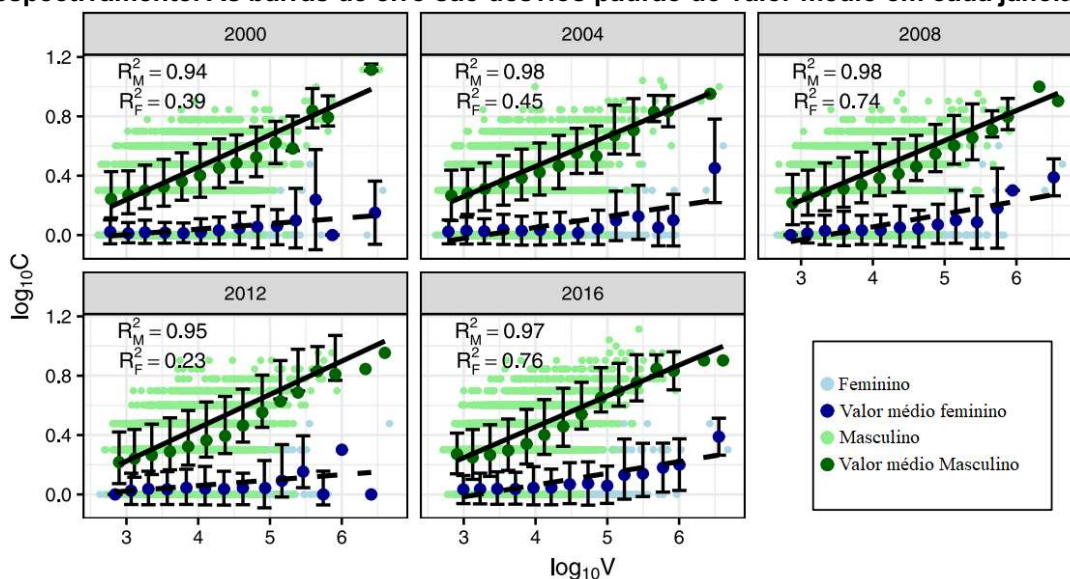 espectivamente. As barras de erro são desvios padrão do valor médio em cada janela
2000
2004
2008
R²M = 0.94
R²F = 0.39
R²M = 0.98
R²F = 0.45
R²M = 0.98
R²F = 0.74
1.2
0.8
0.4
0.0
3 4 5 6
2012
2016
R²M = 0.95
R²F = 0.23
R²M = 0.97
R²F = 0.76
1.2
0.8
0.4
0.0
3 4 5 6
3 4 5 6
log₁₀C
log₁₀V
Feminino
Valor médio feminino
Masculino
Valor médio Masculino